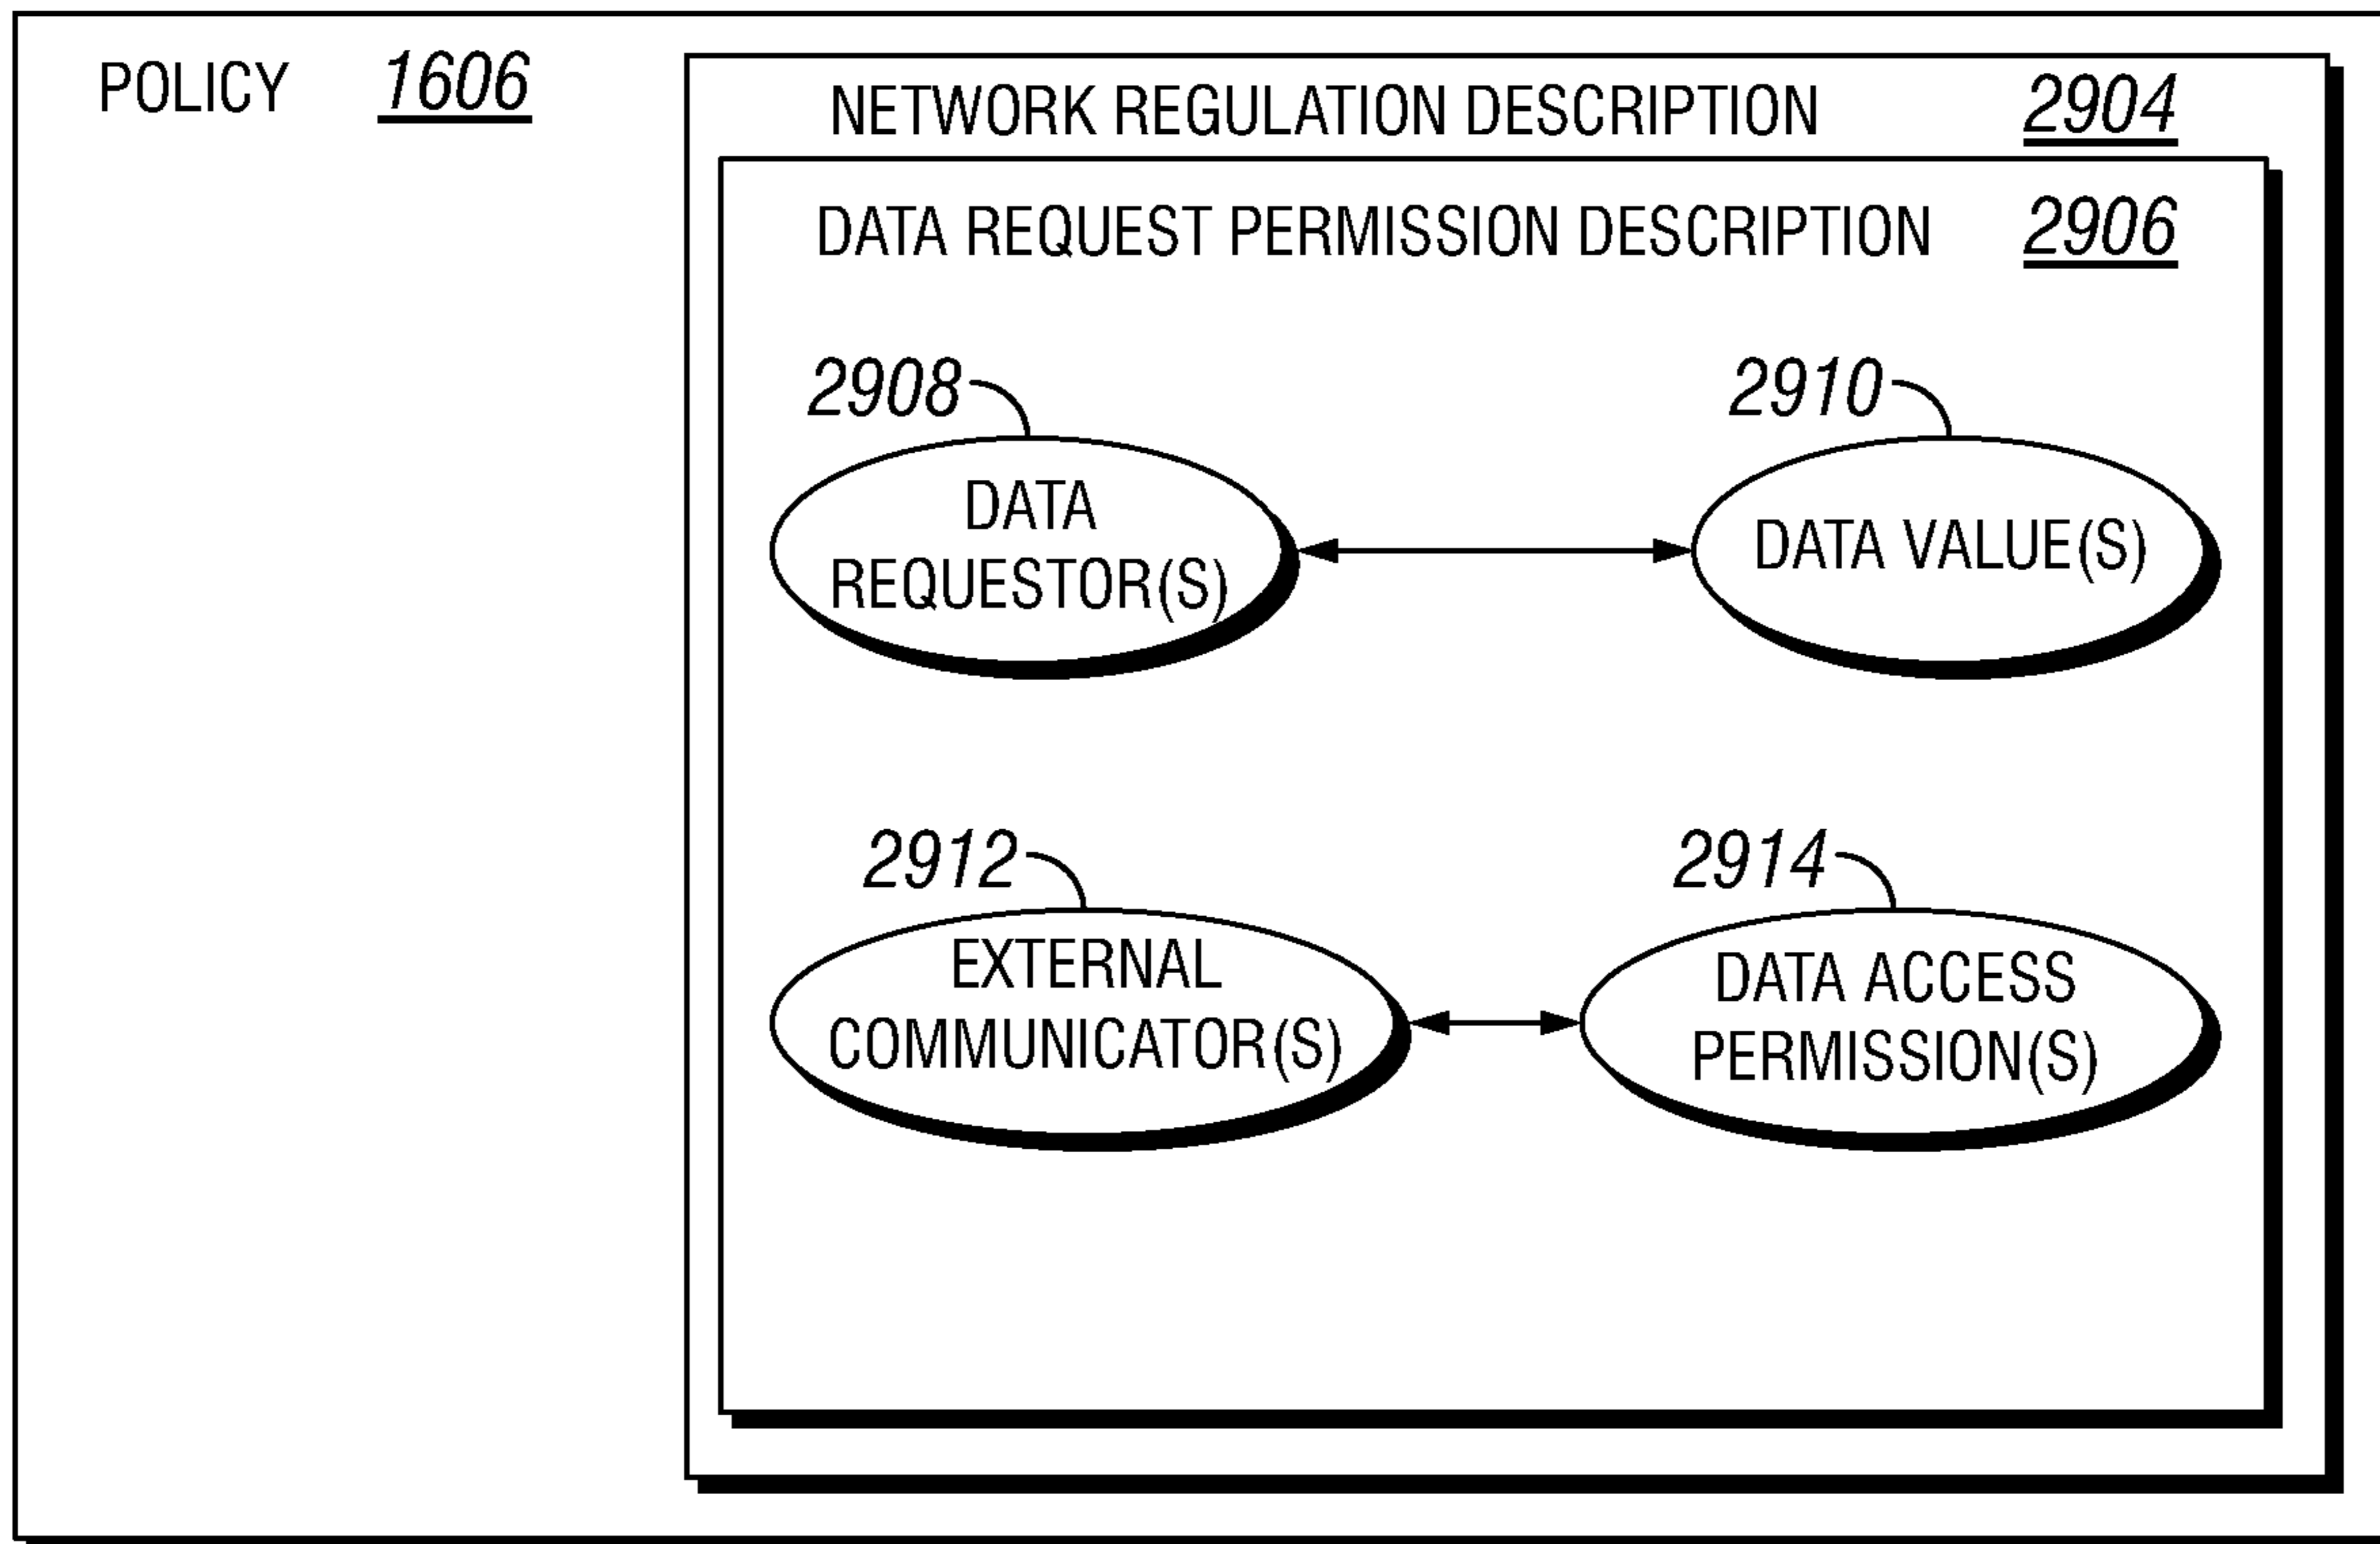 POLICY 1606
NETWORK REGULATION DESCRIPTION 2904
DATA REQUEST PERMISSION DESCRIPTION 2906
2908
DATA
REQUESTOR(S)
2910
DATA VALUE(S)
2912
EXTERNAL
COMMUNICATOR(S)
2914
DATA ACCESS
PERMISSION(S)